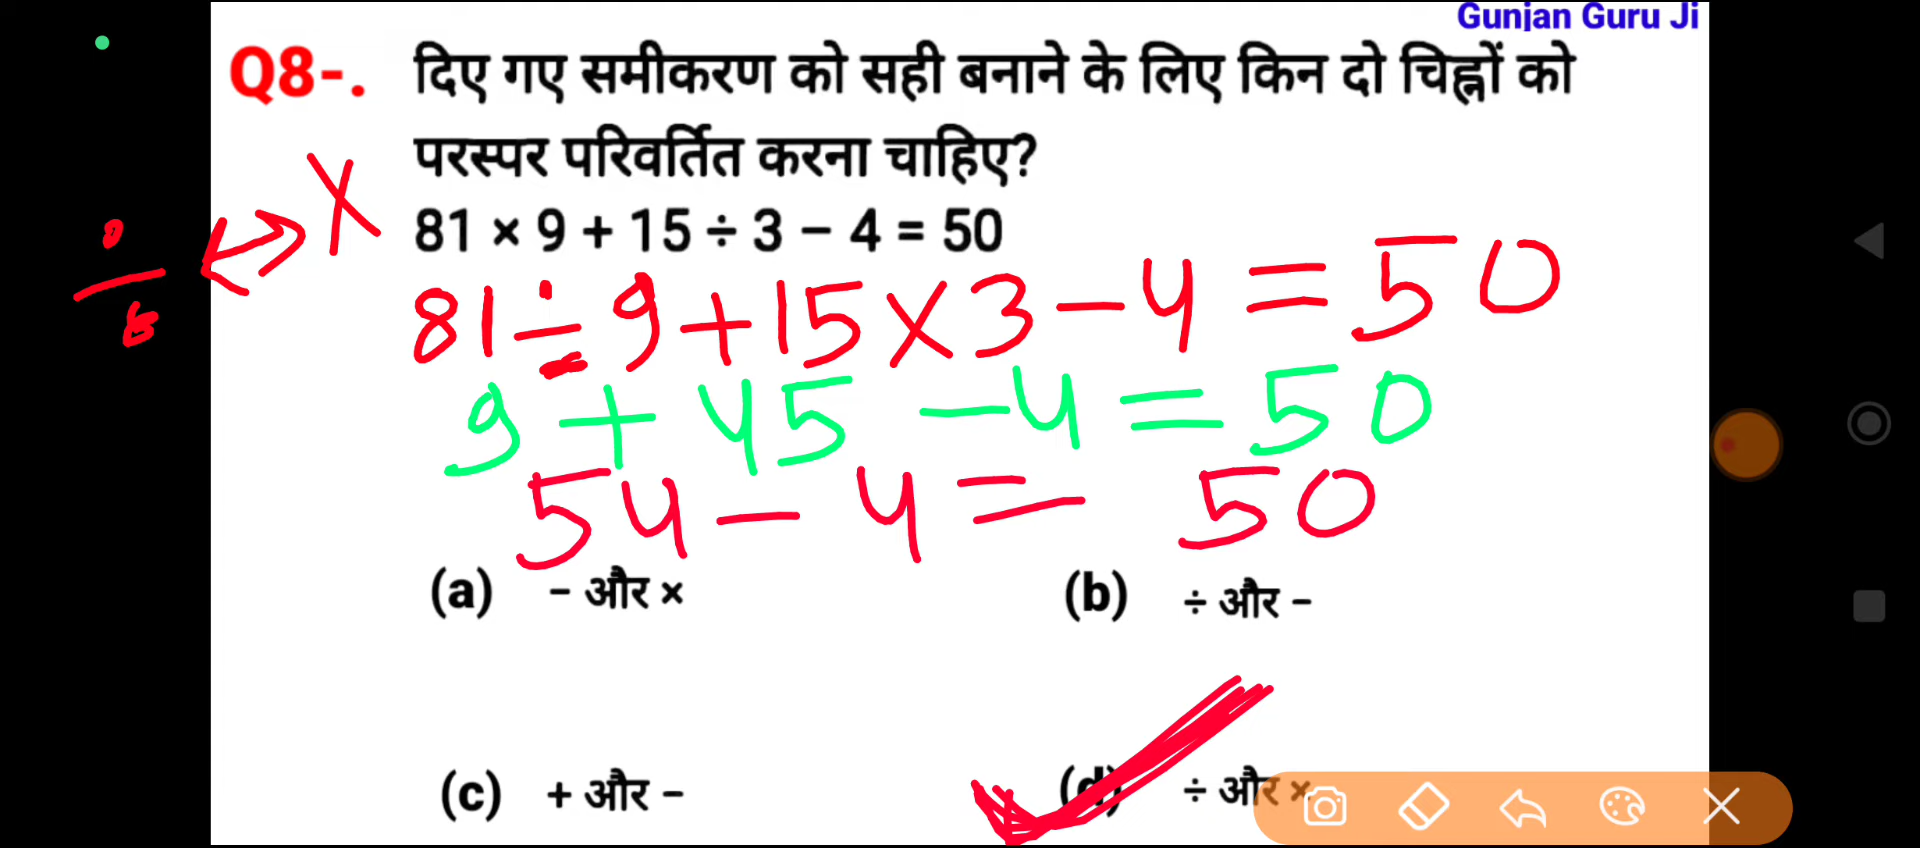 Gunjan Guru Ji
Q8-. दिए गए समीकरण को सही बनाने के लिए किन दो चिह्नों को
परस्पर परिवर्तित करना चाहिए?
÷ ↔ ×
81 × 9 + 15 ÷ 3 – 4 = 50
81 ÷ 9 + 15 × 3 – 4 = 50
9 + 45 – 4 = 50
54 – 4 = 50
(a) – और ×
(b) ÷ और –
(c) + और –
(d) ÷ और ×